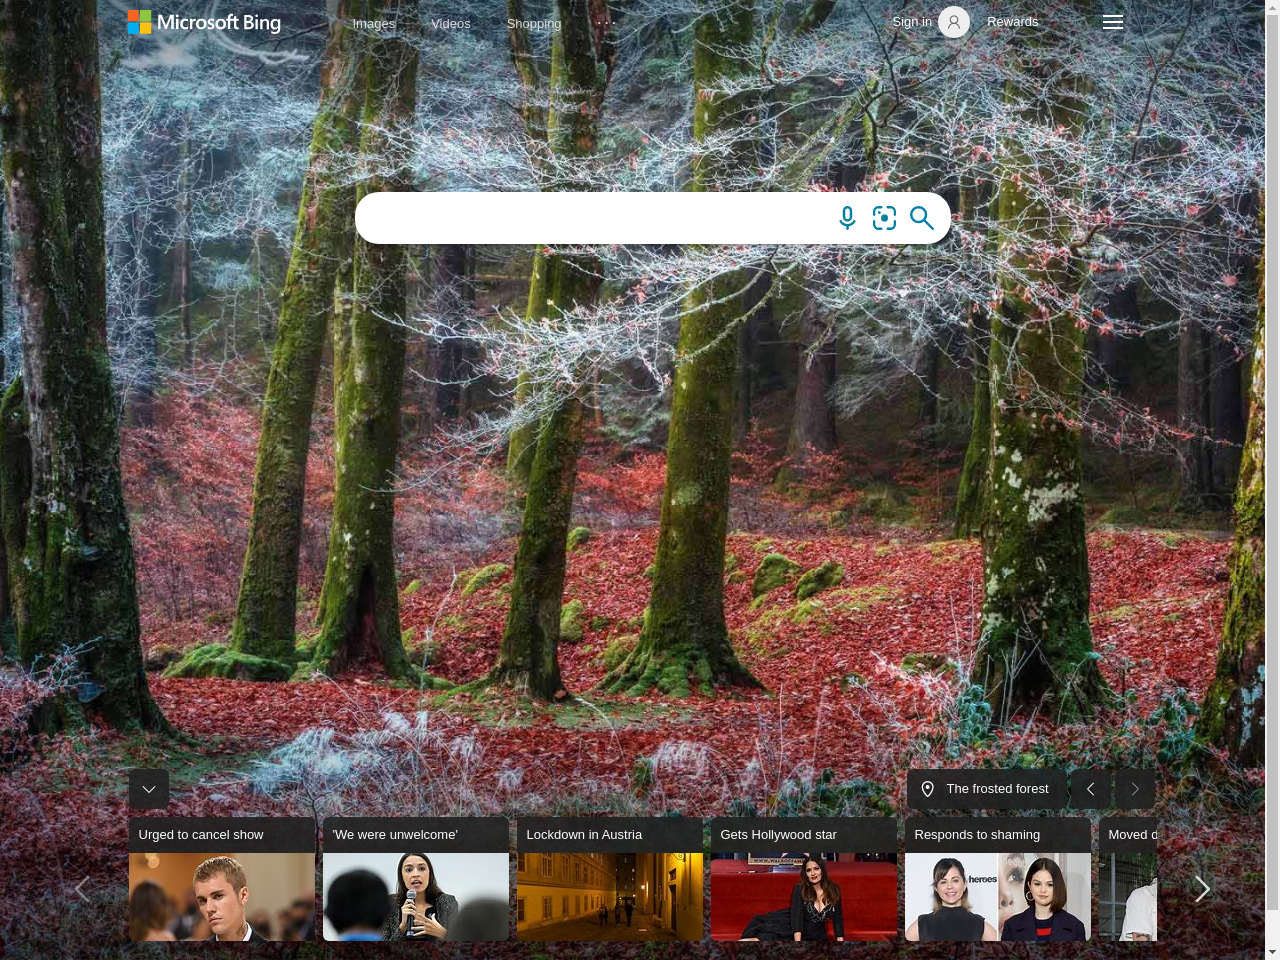 Microsoft Bing
Images
Videos
Shopping
Sign in
Rewards
The frosted forest
Urged to cancel show
'We were unwelcome'
Lockdown in Austria
Gets Hollywood star
Responds to shaming
Moved d
heroes